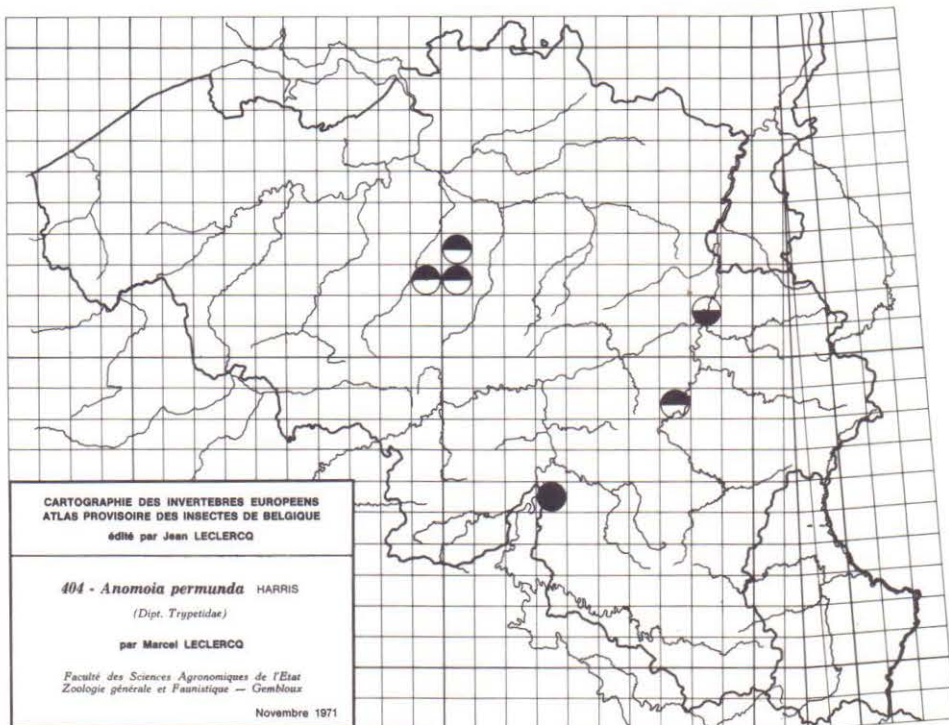 CARTOGRAPHIE DES INVERTEBRES EUROPEENS
ATLAS PROVISOIRE DES INSECTES DE BELGIQUE
édité par Jean LECLERCQ
404 - Anomoia permunda HARRIS
(Dipt. Trypetidae)
par Marcel LECLERCQ
Faculté des Sciences Agronomiques de l'Etat
Zoologie générale et Faunistique — Gembloux
Novembre 1971